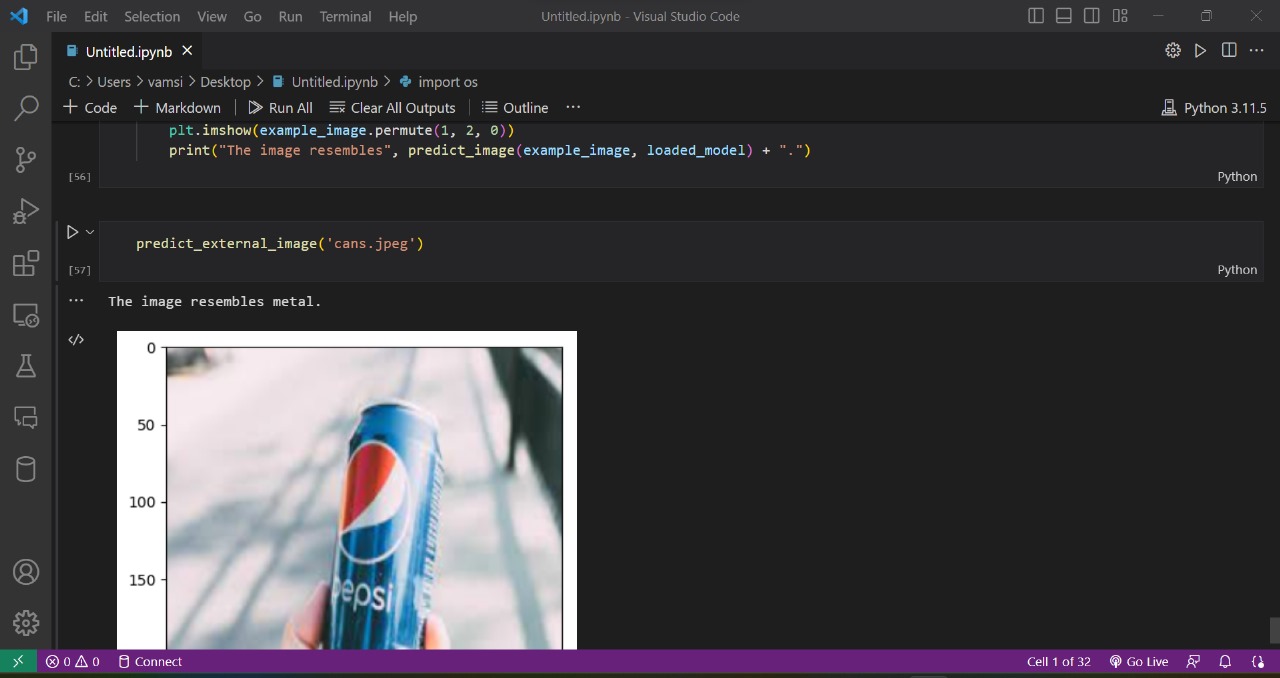 File Edit Selection View Go Run Terminal Help Untitled.ipynb - Visual Studio Code
Untitled.ipynb
C: > Users > vamsi > Desktop > Untitled.ipynb > import os
+ Code + Markdown | Run All Clear All Outputs | Outline ... Python 3.11.5
plt.imshow(example_image.permute(1, 2, 0))
print("The image resembles", predict_image(example_image, loaded_model) + ".")
[56] Python
predict_external_image('cans.jpeg')
[57] Python
The image resembles metal.
0
50
100
150
pepsi
0 0 Connect Cell 1 of 32 Go Live